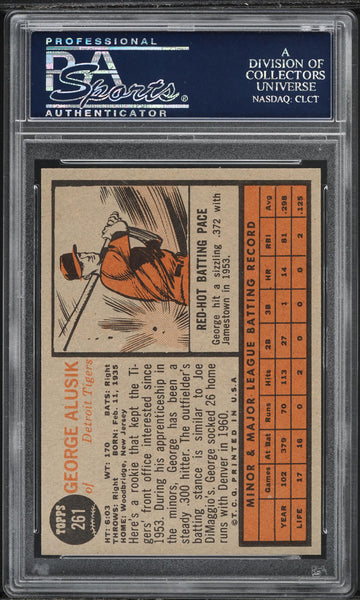 PROFESSIONAL
PSA
Sports
AUTHENTICATOR
A
DIVISION OF
COLLECTORS
UNIVERSE
NASDAQ: CLCT
TOPPS
261
GEORGE ALUSIK
of Detroit Tigers
HT: 6:03 WT: 170 BATS: Right
THROWS: Right BORN: Feb. 11, 1935
HOME: Woodbridge, New Jersey
Here's a rookie that kept the Ti-
gers' front office interested since
1953. During his apprenticeship in
the minors, George has been a
steady .300 hitter. The outfielder's
batting stance is similar to Joe
DiMaggio's. George socked 26 home
runs with Denver in 1960.
©T.C.G. PRINTED IN U.S.A.
RED-HOT BATTING PACE
George hit a sizzling .372 with
Jamestown in 1953.
MINOR & MAJOR LEAGUE BATTING RECORD
Games At Bat Runs Hits 2B 3B HR RBI Avg
YEAR 102 379 70 113 27 1 14 81 .298
LIFE 17 16 0 2 0 0 0 2 .125